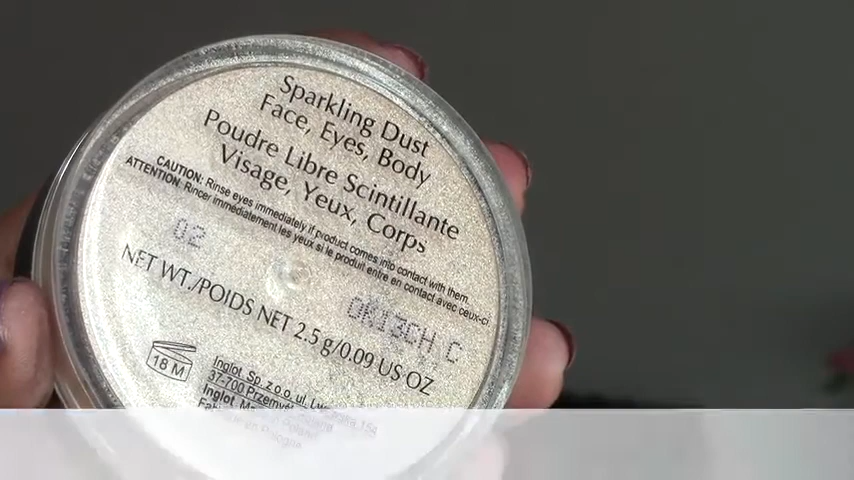 Sparkling Dust
Face, Eyes, Body
Poudre Libre Scintillante
Visage, Yeux, Corps
CAUTION: Rinse eyes immediately if product comes into contact with them.
ATTENTION: Rincer immédiatement les yeux si le produit entre en contact avec ceux-ci.
02
NET WT./POIDS NET 2.5 g/0.09 US OZ
C
18 M
Inglot Sp. z o.o. ul.
37-700
Inglot